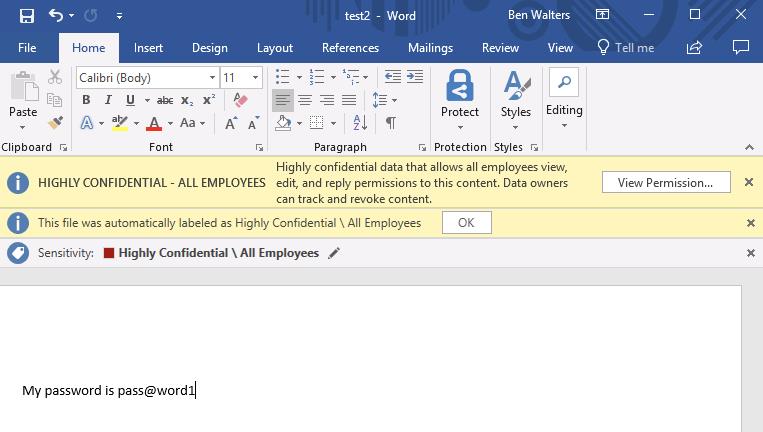 test2 - Word
Ben Walters
File Home Insert Design Layout References Mailings Review View Tell me
Calibri (Body) 11
Paste
B I U abc X₂ X²
A ab A Aa A A
Protect
Styles
Editing
Clipboard Font Paragraph Protection Styles
HIGHLY CONFIDENTIAL - ALL EMPLOYEES
Highly confidential data that allows all employees view,
edit, and reply permissions to this content. Data owners
can track and revoke content.
View Permission...
This file was automatically labeled as Highly Confidential \ All Employees
OK
Sensitivity: Highly Confidential \ All Employees
My password is pass@word1